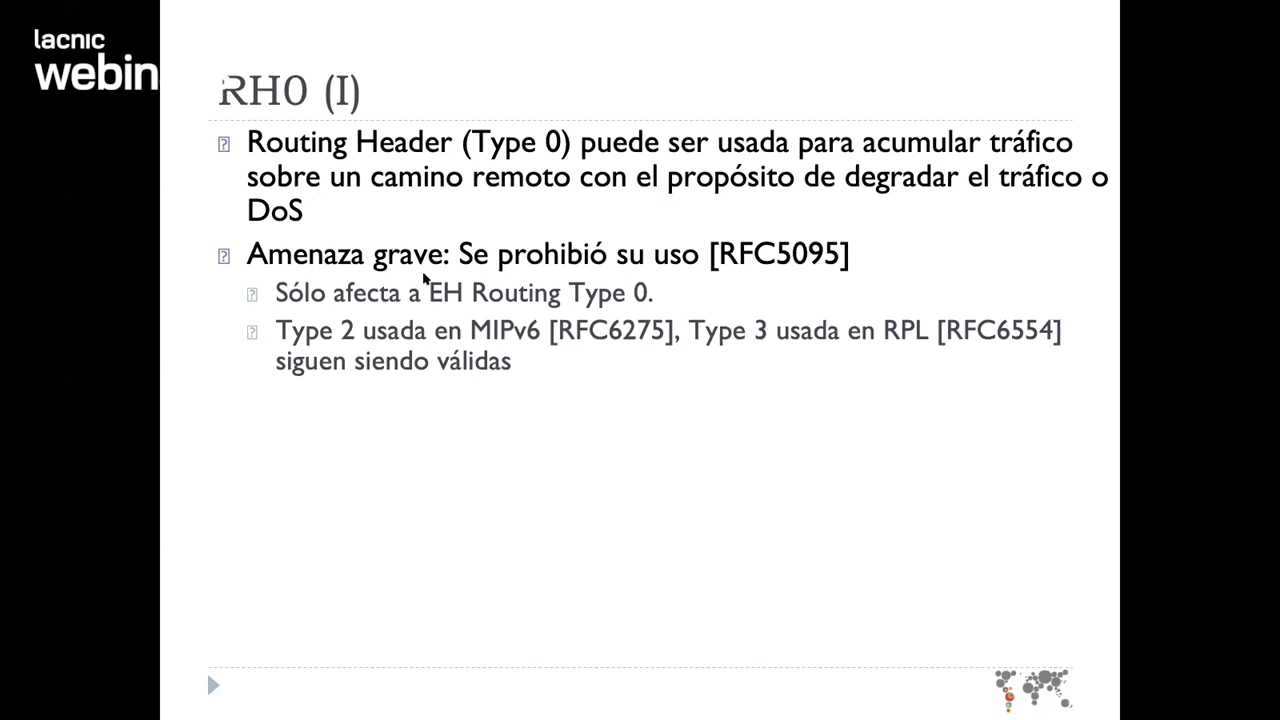 lacnic
webin
RH0 (I)
Routing Header (Type 0) puede ser usada para acumular tráfico
sobre un camino remoto con el propósito de degradar el tráfico o
DoS
Amenaza grave: Se prohibió su uso [RFC5095]
Sólo afecta a EH Routing Type 0.
Type 2 usada en MIPv6 [RFC6275], Type 3 usada en RPL [RFC6554]
siguen siendo válidas